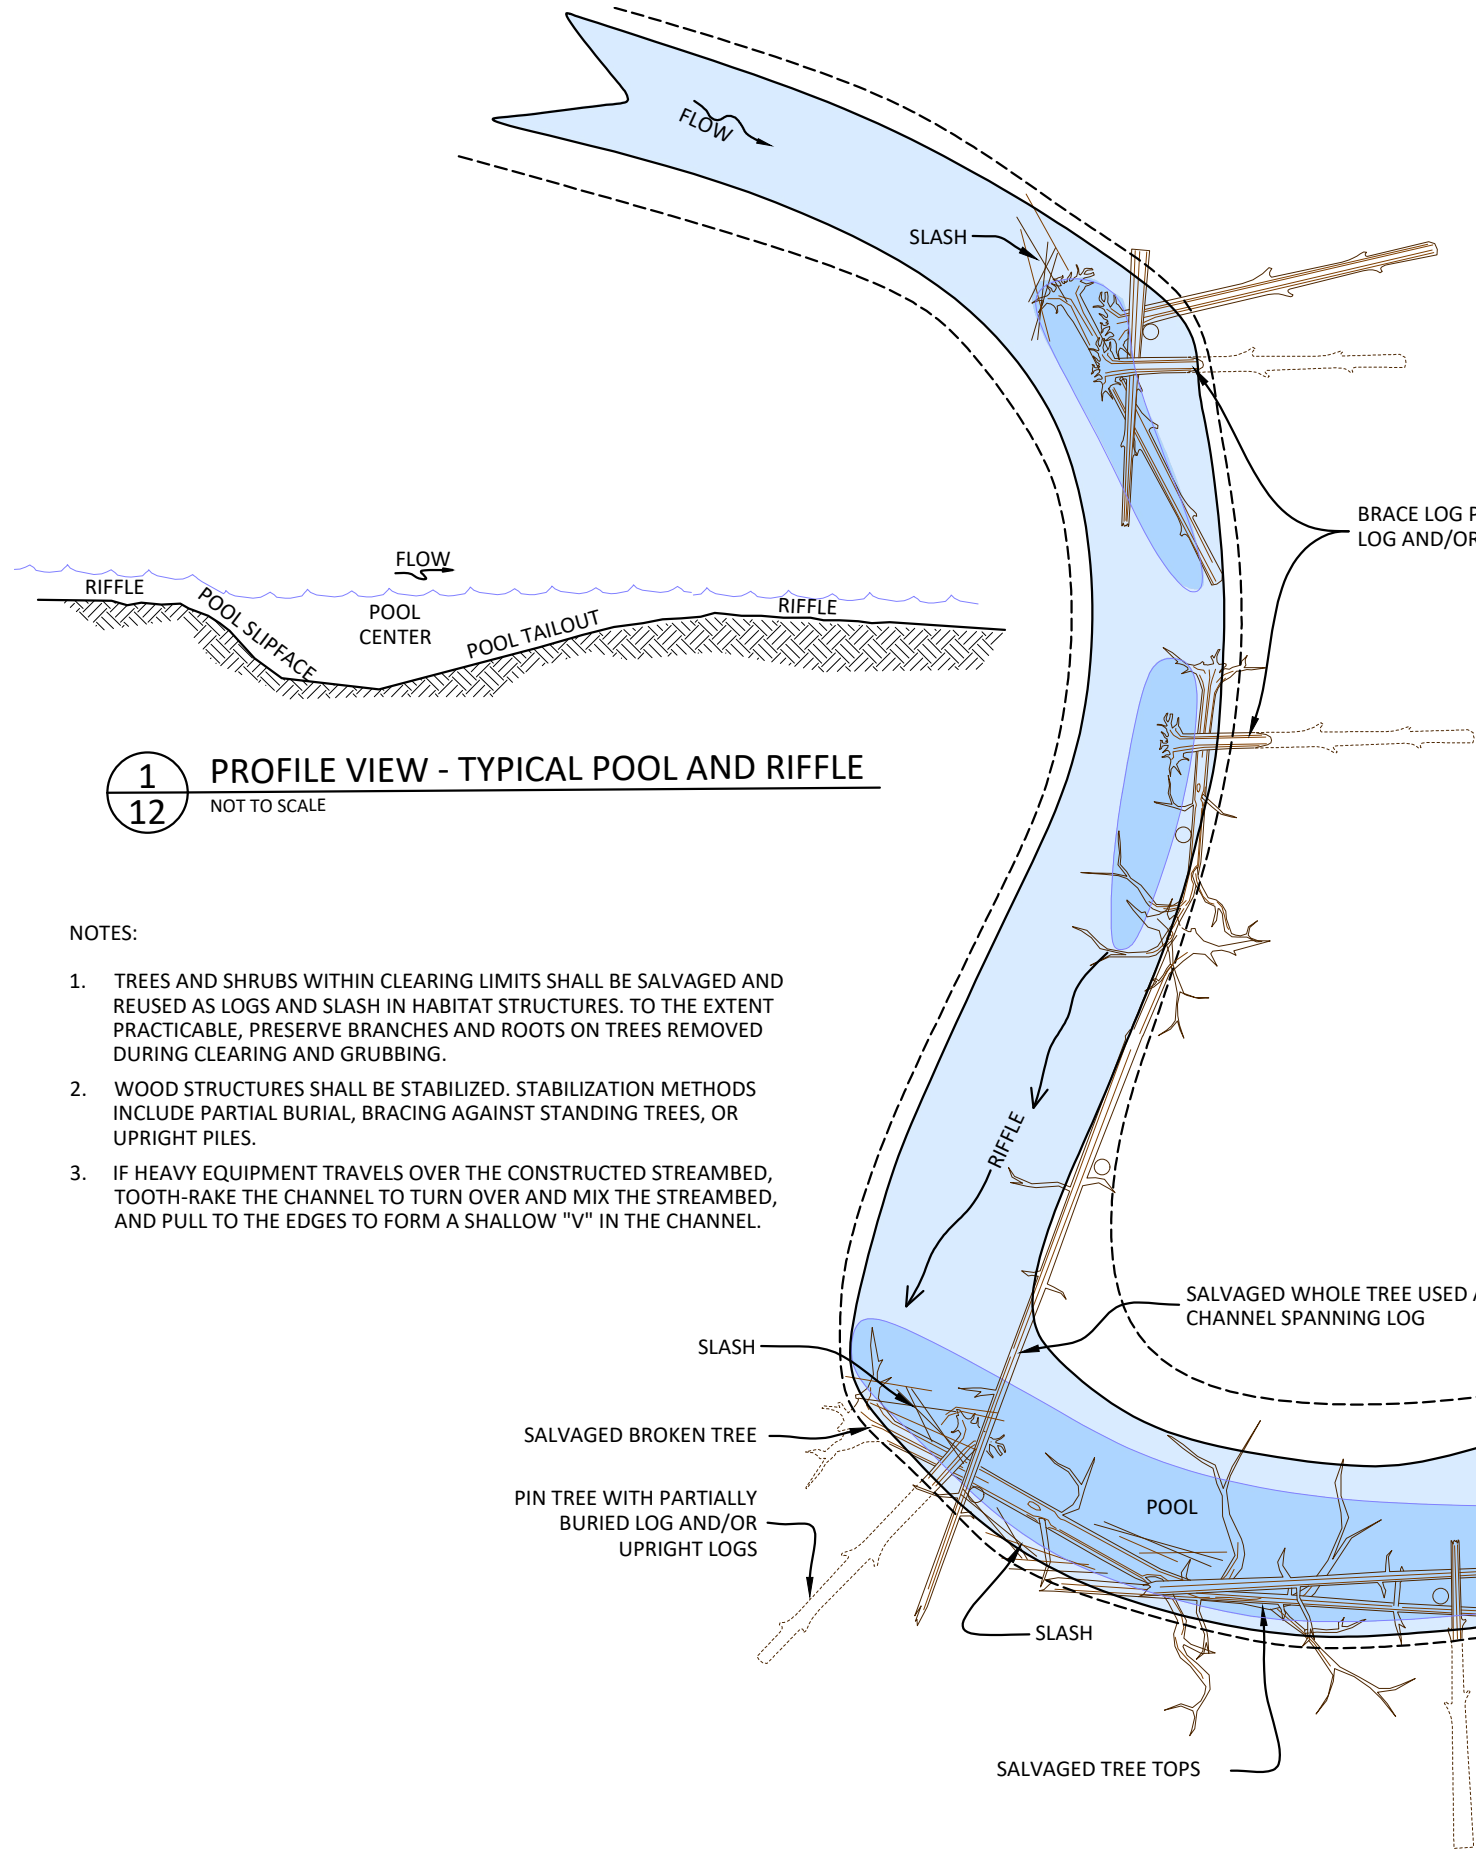 FLOW
SLASH
BRACE LOG
LOG AND/OR
FLOW
RIFFLE
POOL SLIPFACE
POOL
CENTER
POOL TAILOUT
RIFFLE
1
12
PROFILE VIEW - TYPICAL POOL AND RIFFLE
NOT TO SCALE
NOTES:
1. TREES AND SHRUBS WITHIN CLEARING LIMITS SHALL BE SALVAGED AND
REUSED AS LOGS AND SLASH IN HABITAT STRUCTURES. TO THE EXTENT
PRACTICABLE, PRESERVE BRANCHES AND ROOTS ON TREES REMOVED
DURING CLEARING AND GRUBBING.
2. WOOD STRUCTURES SHALL BE STABILIZED. STABILIZATION METHODS
INCLUDE PARTIAL BURIAL, BRACING AGAINST STANDING TREES, OR
UPRIGHT PILES.
3. IF HEAVY EQUIPMENT TRAVELS OVER THE CONSTRUCTED STREAMBED,
TOOTH-RAKE THE CHANNEL TO TURN OVER AND MIX THE STREAMBED,
AND PULL TO THE EDGES TO FORM A SHALLOW "V" IN THE CHANNEL.
RIFFLE
SALVAGED WHOLE TREE USED
CHANNEL SPANNING LOG
SLASH
SALVAGED BROKEN TREE
PIN TREE WITH PARTIALLY
BURIED LOG AND/OR
UPRIGHT LOGS
POOL
SLASH
SALVAGED TREE TOPS